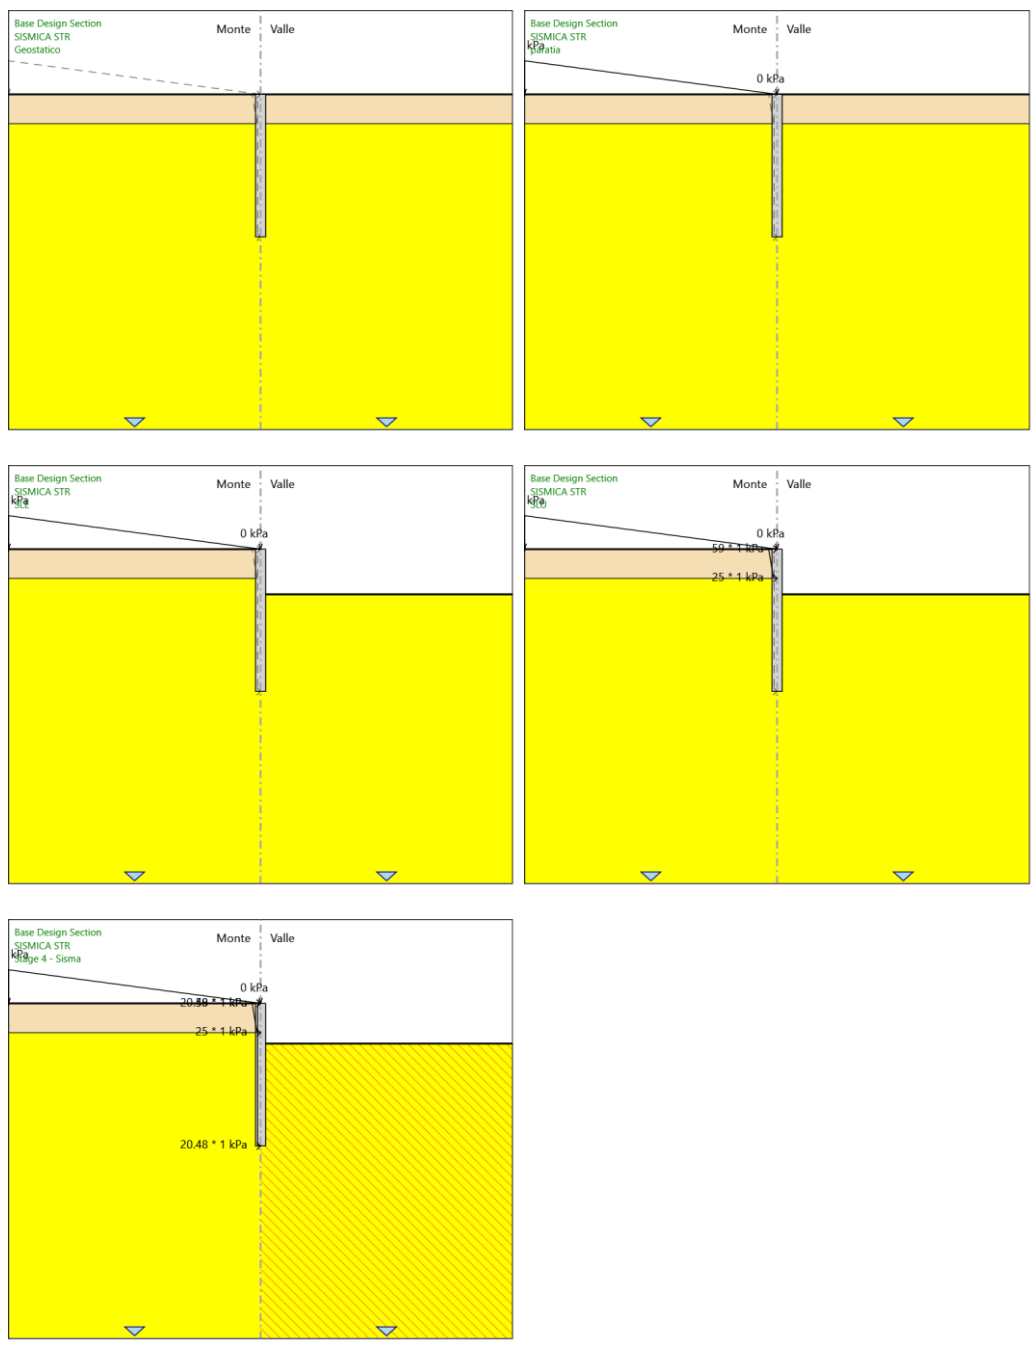 Base Design Section
SISMICA STR
Geostatico
Monte
Valle
Base Design Section
SISMICA STR
kPa
paratia
Monte
Valle
0 kPa
Base Design Section
SISMICA STR
kPa
SLE
Monte
Valle
0 kPa
Base Design Section
SISMICA STR
kPa
SLU
Monte
Valle
0 kPa
59 * 1 kPa
25 * 1 kPa
Base Design Section
SISMICA STR
kPa
Stage 4 - Sisma
Monte
Valle
0 kPa
25 * 1 kPa
20.48 * 1 kPa